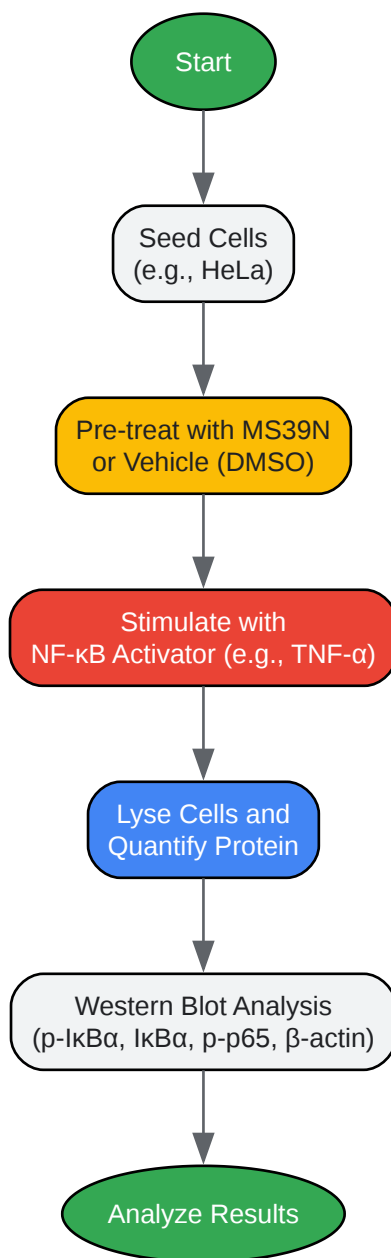 Start
Seed Cells
(e.g., HeLa)
Pre-treat with MS39N
or Vehicle (DMSO)
Stimulate with
NF-κB Activator (e.g., TNF-α)
Lyse Cells and
Quantify Protein
Western Blot Analysis
(p-IκBα, IκBα, p-p65, β-actin)
Analyze Results